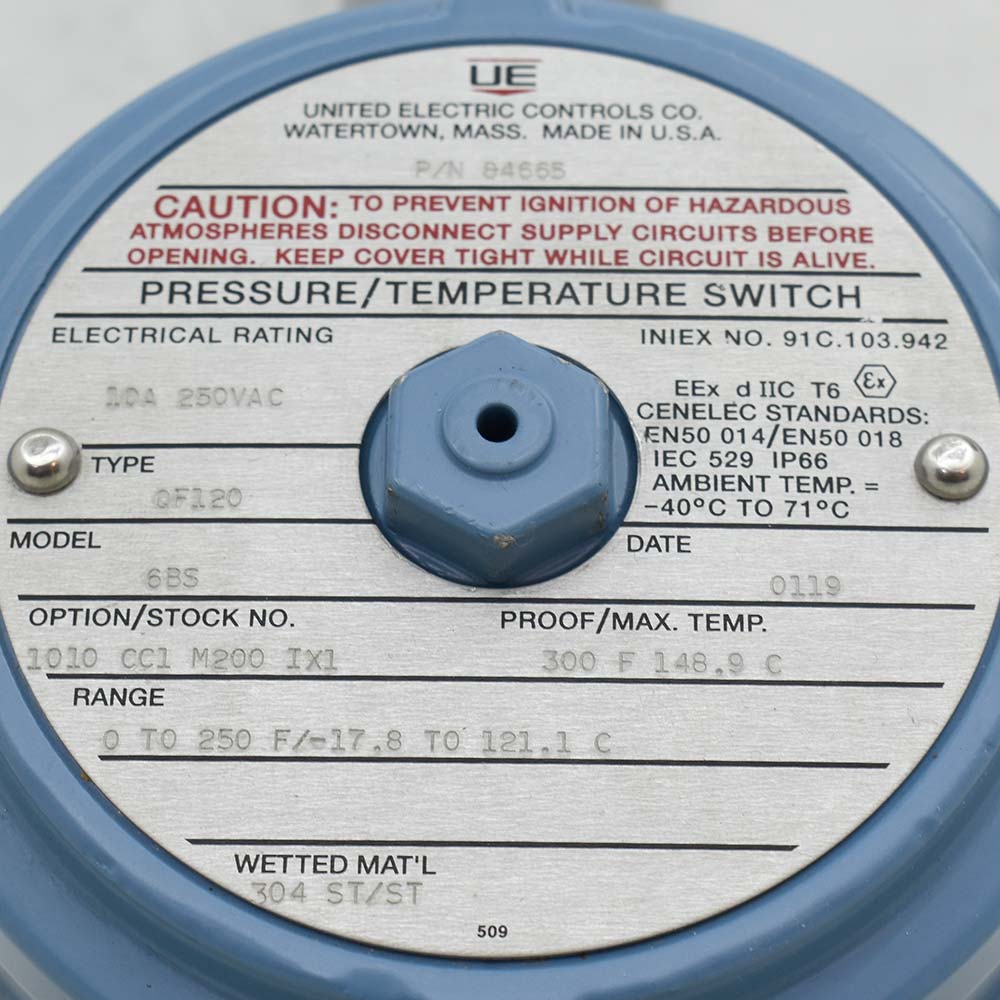 UE
UNITED ELECTRIC CONTROLS CO.
WATERTOWN, MASS. MADE IN U.S.A.
P/N 84665
CAUTION: TO PREVENT IGNITION OF HAZARDOUS
ATMOSPHERES DISCONNECT SUPPLY CIRCUITS BEFORE
OPENING. KEEP COVER TIGHT WHILE CIRCUIT IS ALIVE.
PRESSURE/TEMPERATURE SWITCH
ELECTRICAL RATING
10A 250VAC
INIEX NO. 91C.103.942
EEx d IIC T6 Ex
CENELEC STANDARDS:
EN50 014/EN50 018
IEC 529 IP66
AMBIENT TEMP. =
-40°C TO 71°C
TYPE
QF120
MODEL
6BS
DATE
0119
OPTION/STOCK NO.
1010 CC1 M200 IX1
PROOF/MAX. TEMP.
300 F 148.9 C
RANGE
0 TO 250 F/-17.8 TO 121.1 C
WETTED MAT'L
304 ST/ST
509